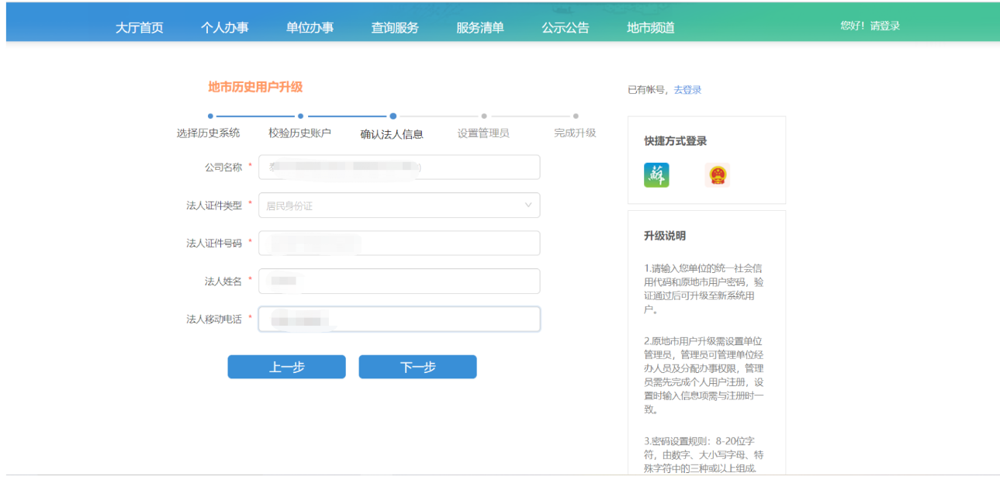 大厅首页 个人办事 单位办事 查询服务 服务清单 公示公告 地市频道 您好！请登录
地市历史用户升级
选择历史系统 校验历史账户 确认法人信息 设置管理员 完成升级
公司名称 *
法人证件类型 * 居民身份证
法人证件号码 *
法人姓名 *
法人移动电话 *
上一步 下一步
已有帐号，去登录
快捷方式登录
蘇
升级说明
1.请输入您单位的统一社会信
用代码和原地市用户密码，验
证通过后可升级至新系统用
户。
2.原地市用户升级需设置单位
管理员，管理员可管理单位经
办人员及分配办事权限，管理
员需先完成个人用户注册，设
置时输入信息项需与注册时一
致。
3.密码设置规则：8-20位字
符，由数字、大小写字母、特
殊字符中的三种或以上组成.